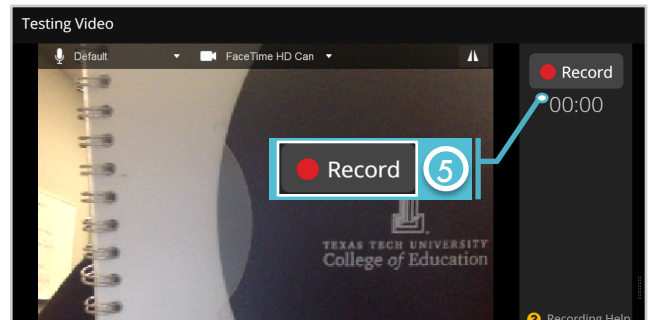 Testing Video
Default
FaceTime HD Can
Record
00:00
Record
5
TEXAS TECH UNIVERSITY
College of Education
? Recording Help